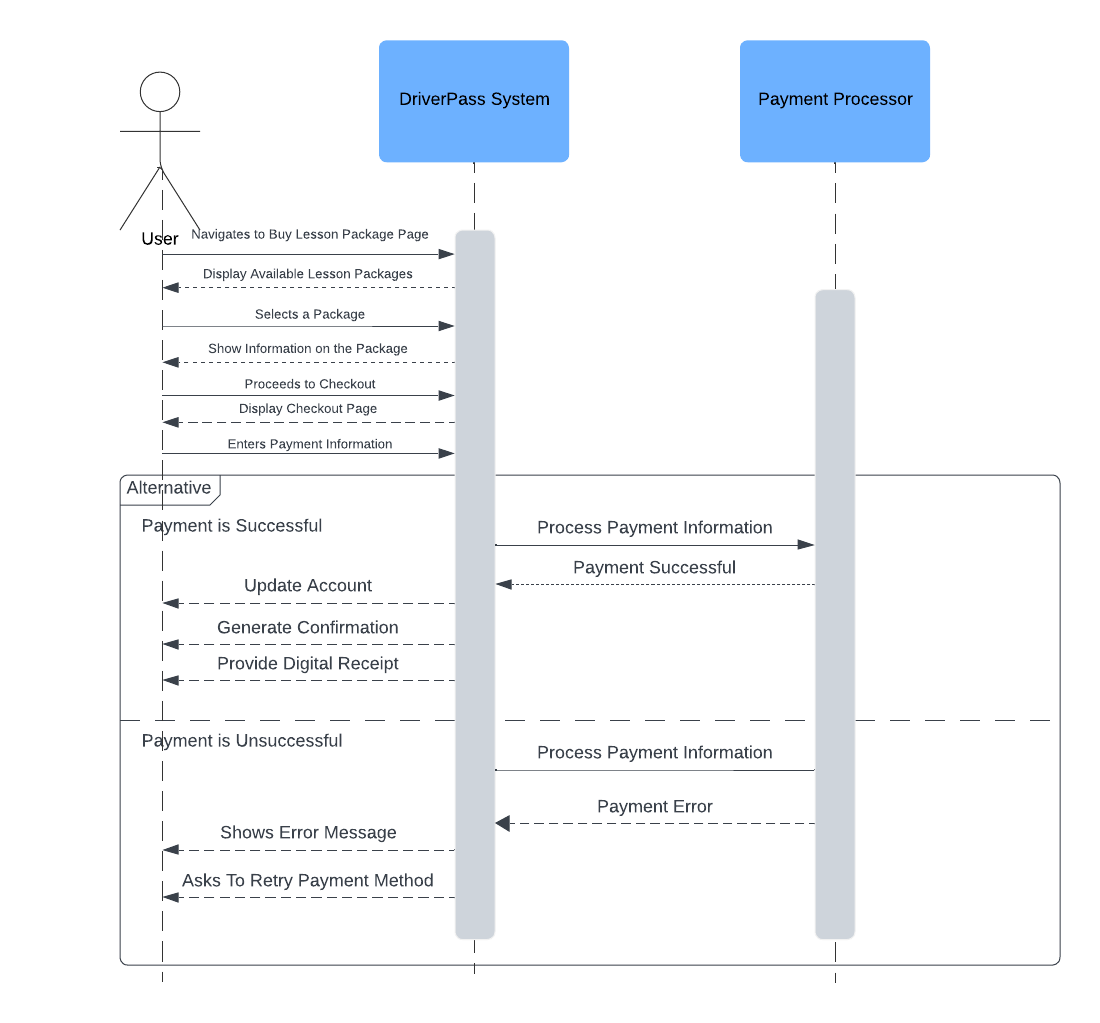 DriverPass System
Payment Processor
User
Navigates to Buy Lesson Package Page
Display Available Lesson Packages
Selects a Package
Show Information on the Package
Proceeds to Checkout
Display Checkout Page
Enters Payment Information
Alternative
Payment is Successful
Process Payment Information
Payment Successful
Update Account
Generate Confirmation
Provide Digital Receipt
Payment is Unsuccessful
Process Payment Information
Payment Error
Shows Error Message
Asks To Retry Payment Method